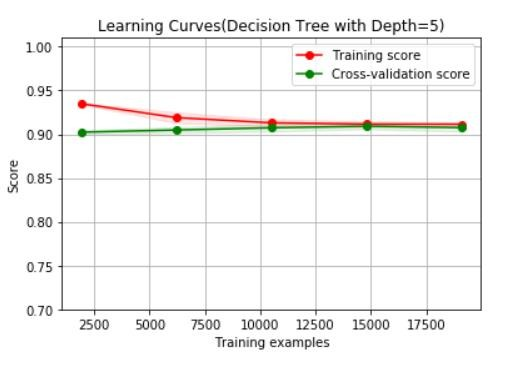 Learning Curves(Decision Tree with Depth=5)
Training score
Cross-validation score
1.00
0.95
0.90
0.85
0.80
0.75
0.70
Score
2500 5000 7500 10000 12500 15000 17500
Training examples